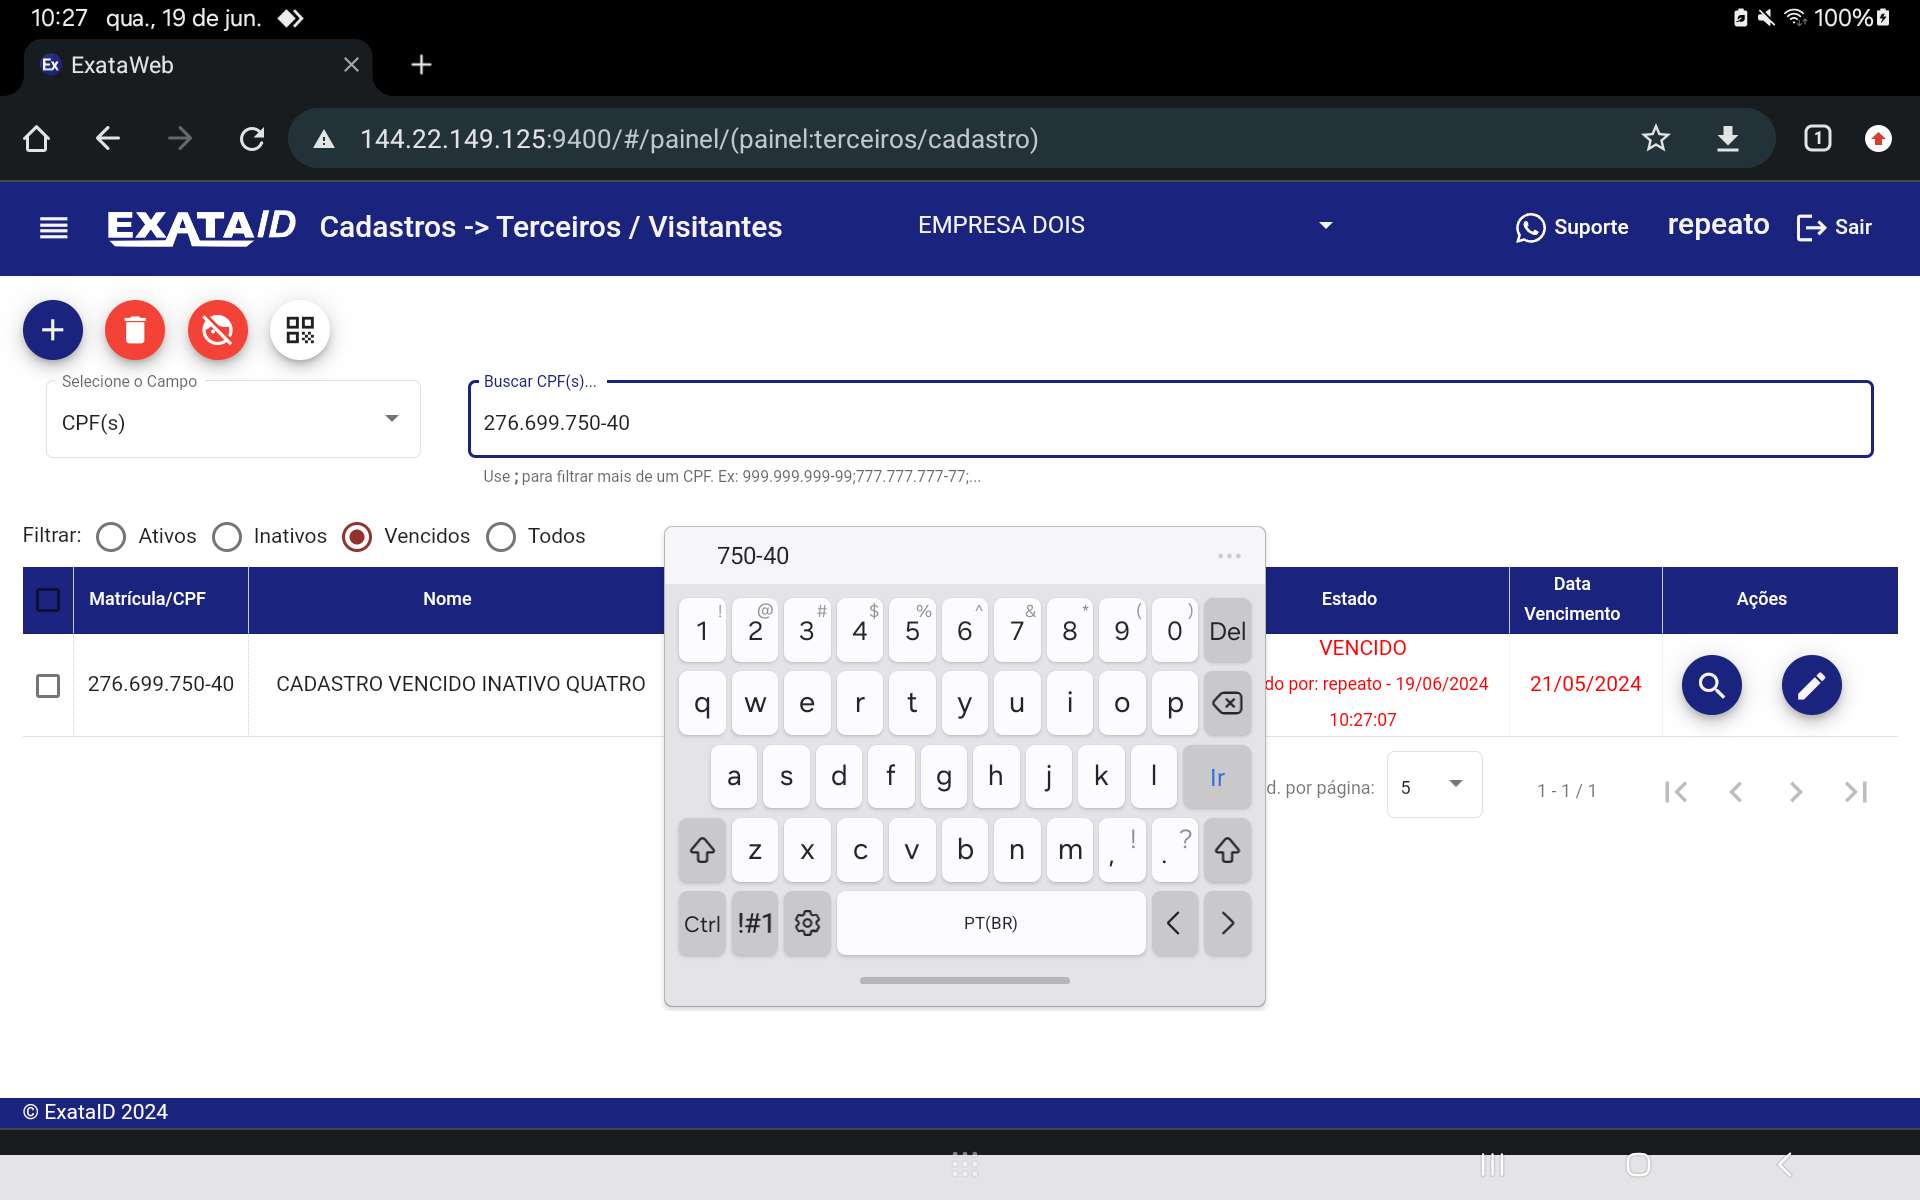 10:27 qua., 19 de jun. 100%
Ex ExataWeb
144.22.149.125:9400/#/painel/(painel:terceiros/cadastro) 1
EXATAID Cadastros -> Terceiros / Visitantes EMPRESA DOIS Suporte repeato Sair
Selecione o Campo Buscar CPF(s)...
CPF(s) 276.699.750-40
Use ; para filtrar mais de um CPF. Ex: 999.999.999-99;777.777.777-77;...
Filtrar: Ativos Inativos Vencidos Todos
Matrícula/CPF Nome Estado Data Vencimento Ações
276.699.750-40 CADASTRO VENCIDO INATIVO QUATRO
VENCIDO
do por: repeato - 19/06/2024
10:27:07
21/05/2024
d. por página: 5 1 - 1 / 1
750-40 ...
! @ # $ % ^ & * ( )
1 2 3 4 5 6 7 8 9 0 Del
q w e r t y u i o p
a s d f g h j k l Ir
z x c v b n m , ! . ?
Ctrl !#1 PT(BR) < >
© ExataID 2024